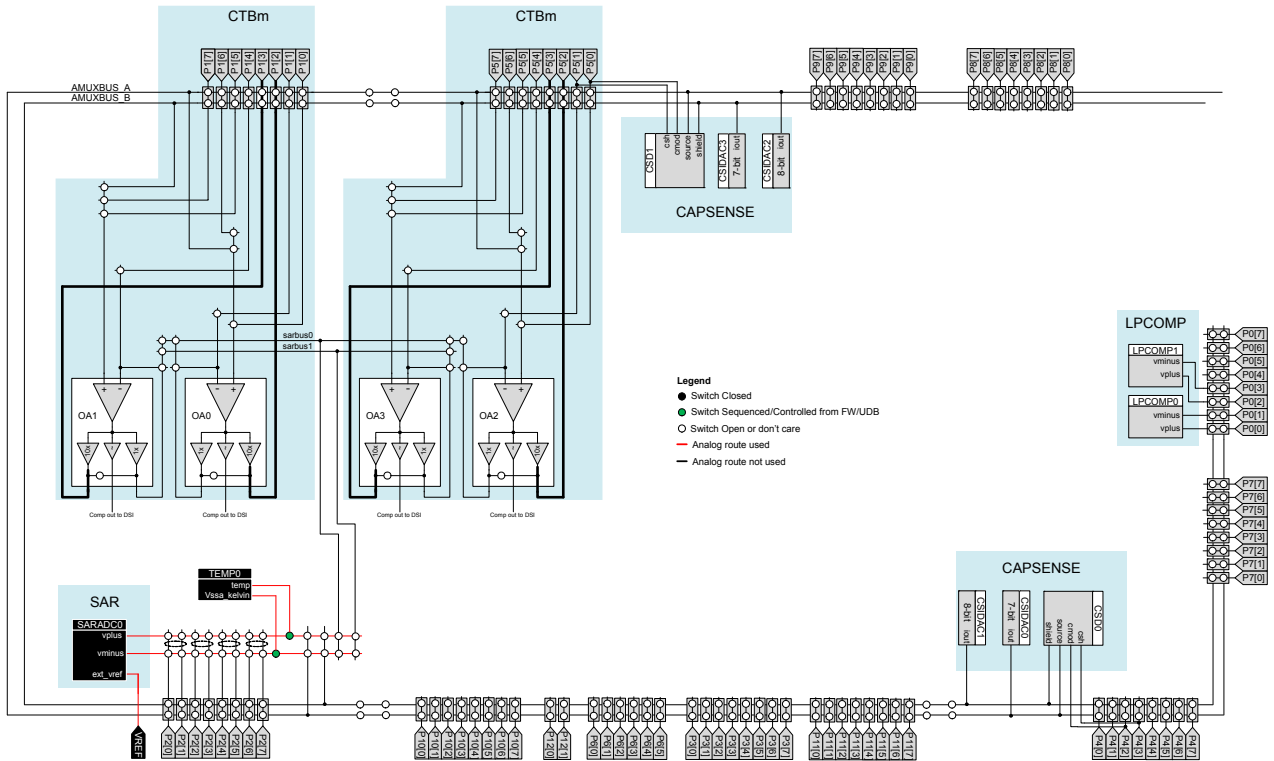 CTBm
CTBm
P1[7]
P1[6]
P1[5]
P1[4]
P1[3]
P1[2]
P1[1]
P1[0]
P5[7]
P5[6]
P5[5]
P5[4]
P5[3]
P5[2]
P5[1]
P5[0]
P9[7]
P9[6]
P9[5]
P9[4]
P9[3]
P9[2]
P9[1]
P9[0]
P8[7]
P8[6]
P8[5]
P8[4]
P8[3]
P8[2]
P8[1]
P8[0]
AMUXBUS_A
AMUXBUS_B
CSD1
csh
cmod
source
shield
CSIDAC3
7-bit
iout
CSIDAC2
8-bit
iout
CAPSENSE
sarbus0
sarbus1
LPCOMP
LPCOMP1
vminus
vplus
LPCOMP0
vminus
vplus
P0[7]
P0[6]
P0[5]
P0[4]
P0[3]
P0[2]
P0[1]
P0[0]
+
-
-
+
+
-
-
+
OA1
OA0
OA3
OA2
10x
-
1x
1x
-
10x
10x
-
1x
1x
-
10x
Comp out to DSI
Comp out to DSI
Comp out to DSI
Comp out to DSI
Legend
Switch Closed
Switch Sequenced/Controlled from FW/UDB
Switch Open or don't care
Analog route used
Analog route not used
P7[7]
P7[6]
P7[5]
P7[4]
P7[3]
P7[2]
P7[1]
P7[0]
TEMP0
temp
Vssa_kelvin
SAR
SARADC0
vplus
vminus
ext_vref
VREF
CAPSENSE
CSIDAC1
8-bit
iout
CSIDAC0
7-bit
iout
CSD0
shield
source
cmod
csh
P2[0]
P2[1]
P2[2]
P2[3]
P2[4]
P2[5]
P2[6]
P2[7]
P10[0]
P10[1]
P10[2]
P10[3]
P10[4]
P10[5]
P10[6]
P10[7]
P12[0]
P12[1]
P6[0]
P6[1]
P6[2]
P6[3]
P6[4]
P6[5]
P3[0]
P3[1]
P3[2]
P3[3]
P3[4]
P3[5]
P3[6]
P3[7]
P11[0]
P11[1]
P11[2]
P11[3]
P11[4]
P11[5]
P11[6]
P11[7]
P4[0]
P4[1]
P4[2]
P4[3]
P4[4]
P4[5]
P4[6]
P4[7]